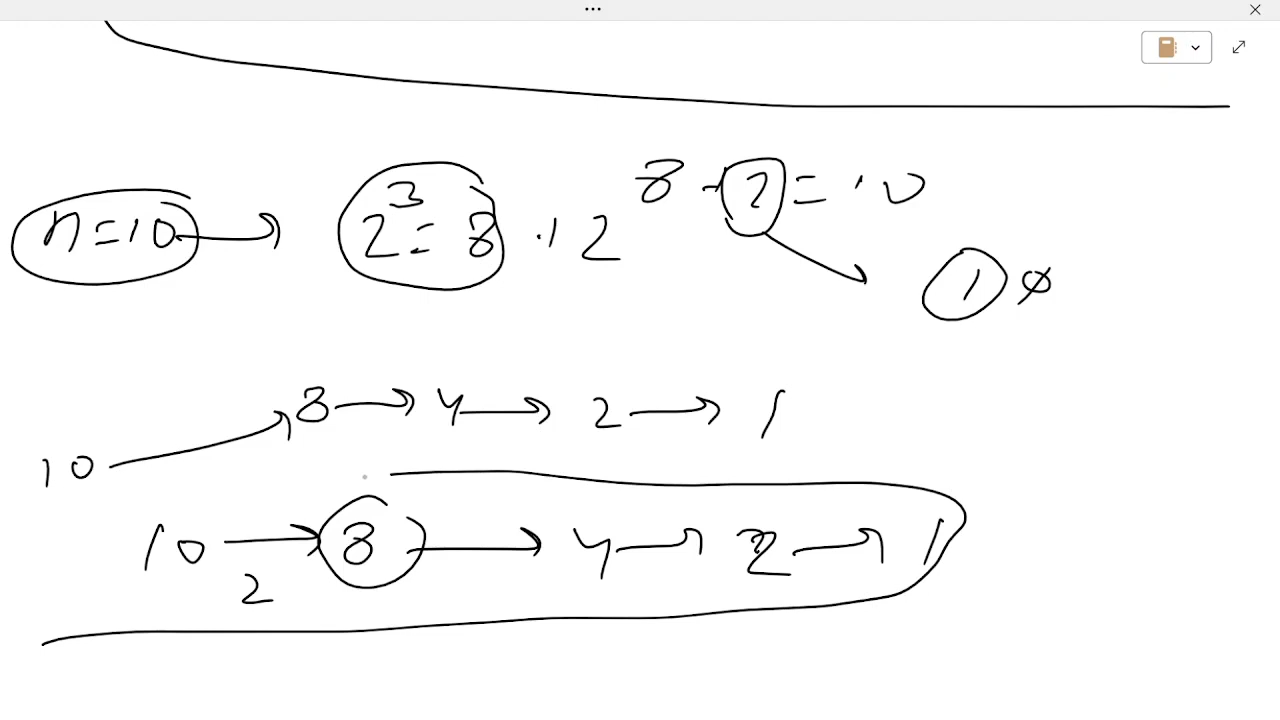 8 + 2 = 10
n=10 → 2³ = 8 + 2
1 0
10 → 8 → 4 → 2 → 1
10 → 8 → 4 → 2 → 1
2